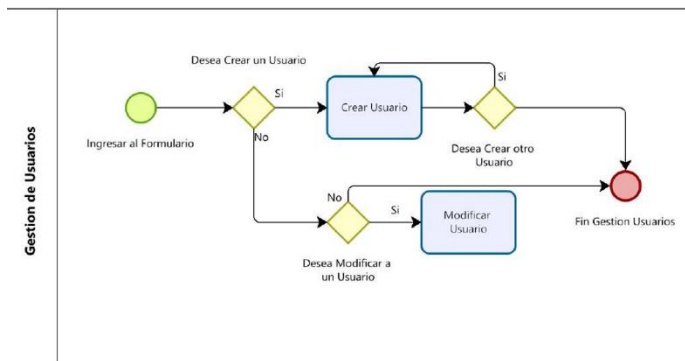 Gestion de Usuarios
Desea Crear un Usuario
Si
No
Ingresar al Formulario
Crear Usuario
Si
Desea Crear otro
Usuario
No
Si
Desea Modificar a
un Usuario
Modificar
Usuario
Fin Gestion Usuarios